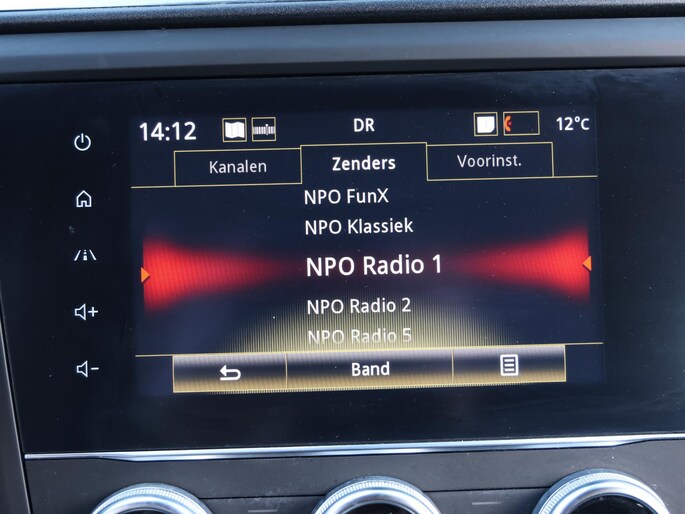 14:12 DR 12°C
Kanalen Zenders Voorinst.
NPO FunX
NPO Klassiek
NPO Radio 1
NPO Radio 2
NPO Radio 5
Band